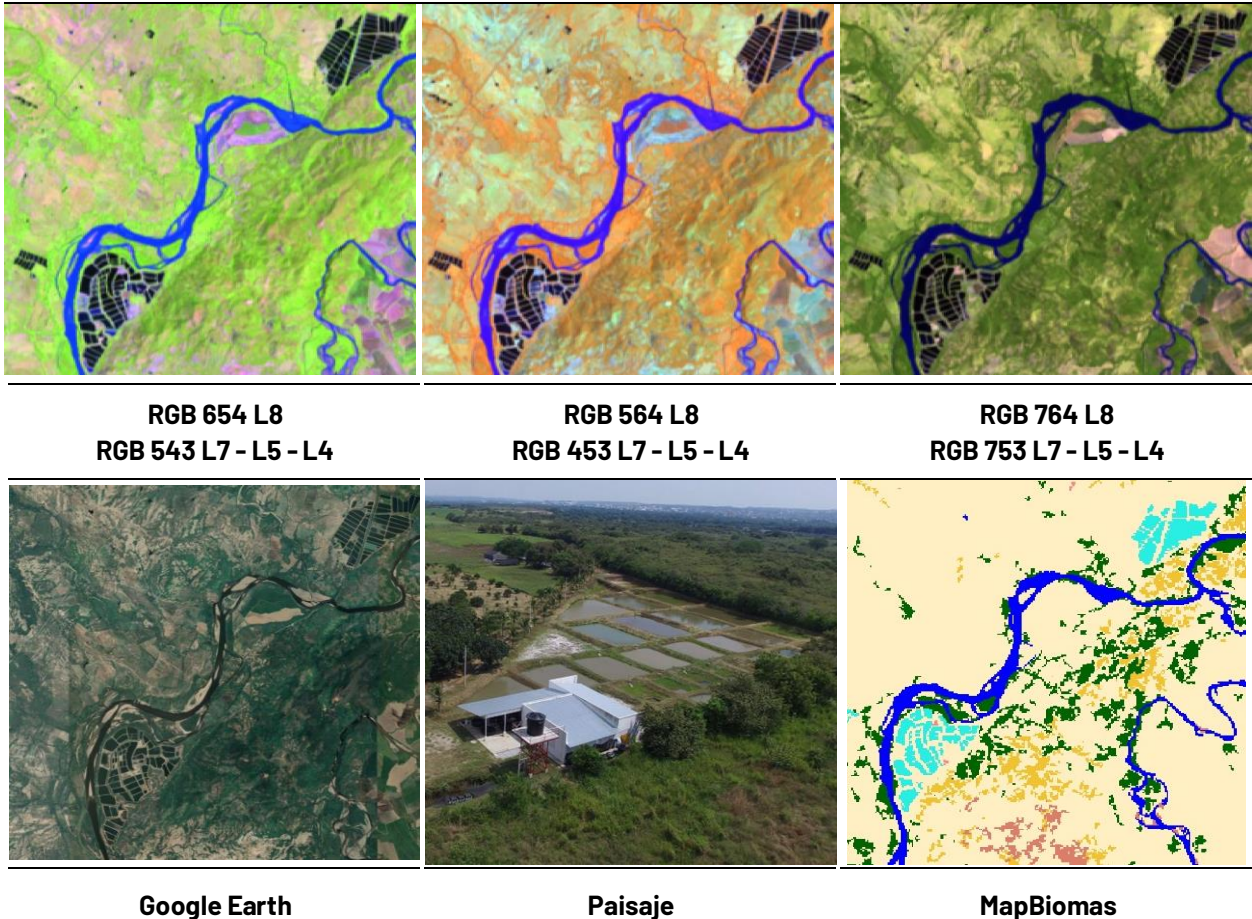 RGB 654 L8
RGB 543 L7 - L5 - L4
RGB 564 L8
RGB 453 L7 - L5 - L4
RGB 764 L8
RGB 753 L7 - L5 - L4
Google Earth
Paisaje
MapBiomas